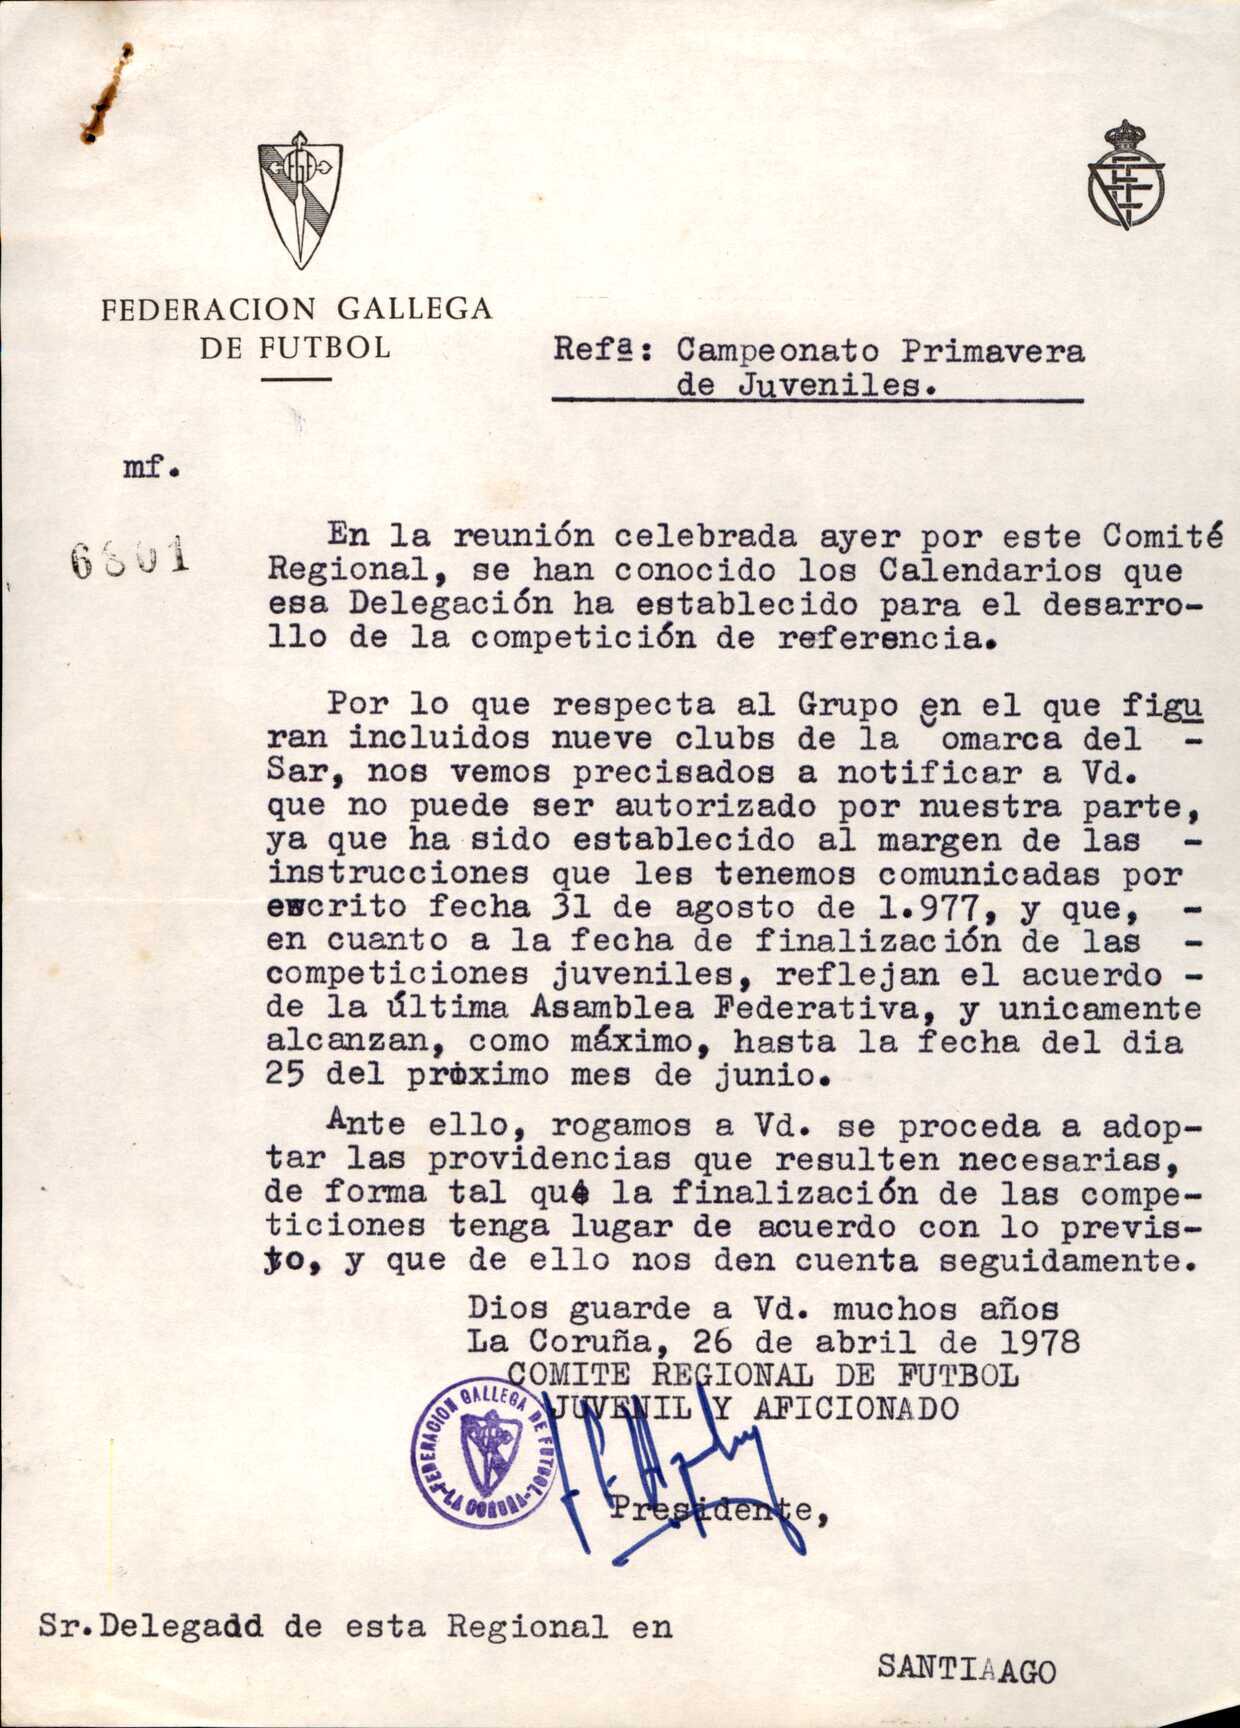 FEDERACION GALLEGA
DE FUTBOL
Refª: Campeonato Primavera
de Juveniles.
mf.
6801
En la reunión celebrada ayer por este Comité
Regional, se han conocido los Calendarios que
esa Delegación ha establecido para el desarro-
llo de la competición de referencia.
Por lo que respecta al Grupo en el que figu
ran incluidos nueve clubs de la Comarca del -
Sar, nos vemos precisados a notificar a Vd.
que no puede ser autorizado por nuestra parte,
ya que ha sido establecido al margen de las -
instrucciones que les tenemos comunicadas por
escrito fecha 31 de agosto de 1.977, y que, -
en cuanto a la fecha de finalización de las -
competiciones juveniles, reflejan el acuerdo -
de la última Asamblea Federativa, y unicamente
alcanzan, como máximo, hasta la fecha del dia
25 del próximo mes de junio.
Ante ello, rogamos a Vd. se proceda a adop-
tar las providencias que resulten necesarias,
de forma tal que la finalización de las compe-
ticiones tenga lugar de acuerdo con lo previs-
to, y que de ello nos den cuenta seguidamente.
Dios guarde a Vd. muchos años
La Coruña, 26 de abril de 1978
COMITE REGIONAL DE FUTBOL
JUVENIL Y AFICIONADO
FEDERACION GALLEGA DE FUTBOL-LA CORUÑA-
Presidente,
Sr.Delegadd de esta Regional en
SANTIAAGO